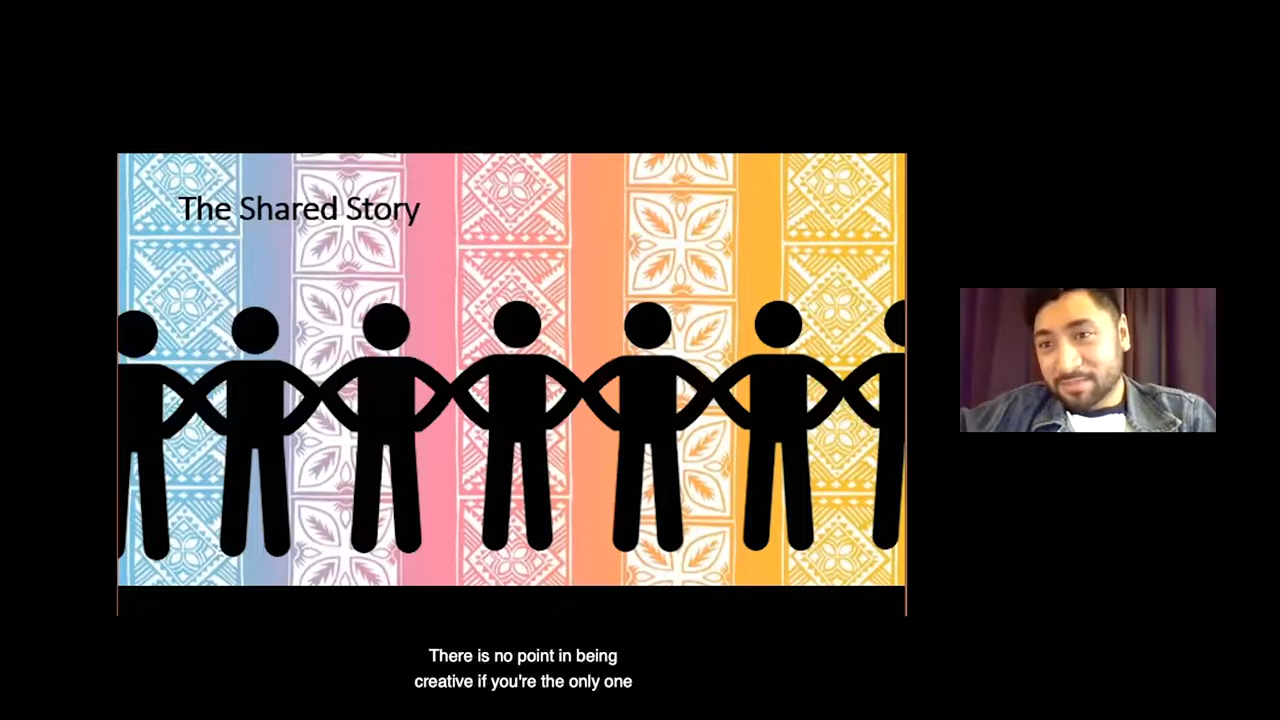 The Shared Story
There is no point in being
creative if you're the only one